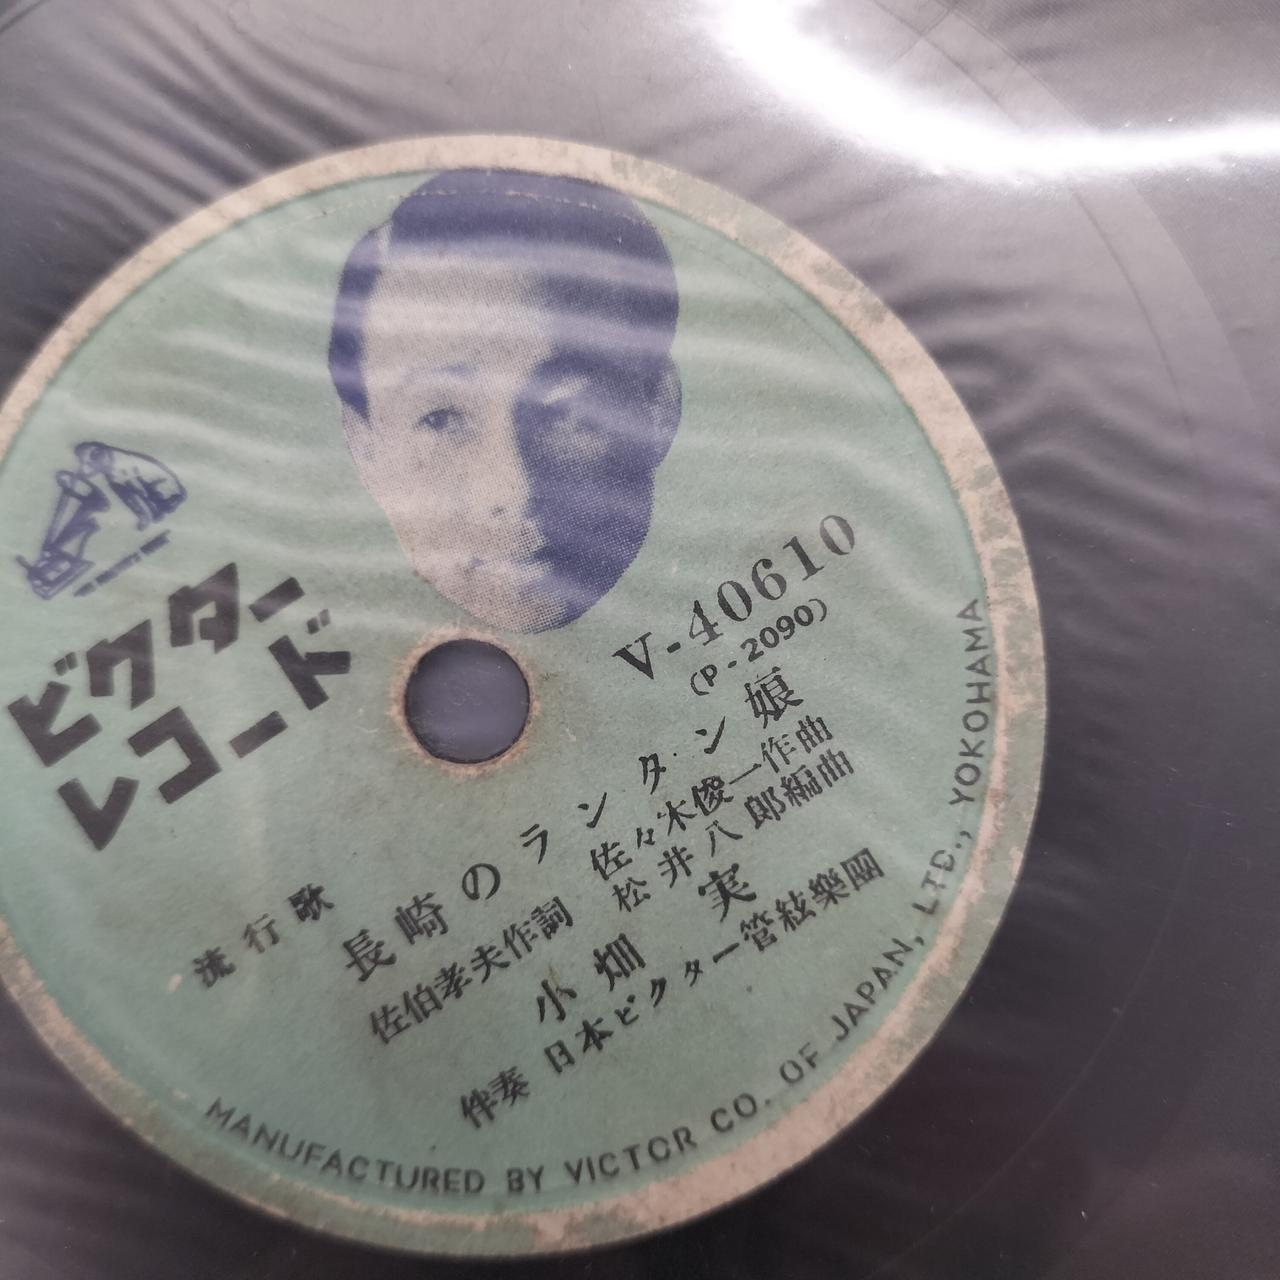 ビクター
レコード
V-40610
(P-2090)
流行歌
長崎のランタン娘
佐伯孝夫作詞
佐々木俊一作曲
松井八郎編曲
小畑 実
伴奏 日本ビクター管絃樂團
MANUFACTURED BY VICTOR CO. OF JAPAN, LTD., YOKOHAMA